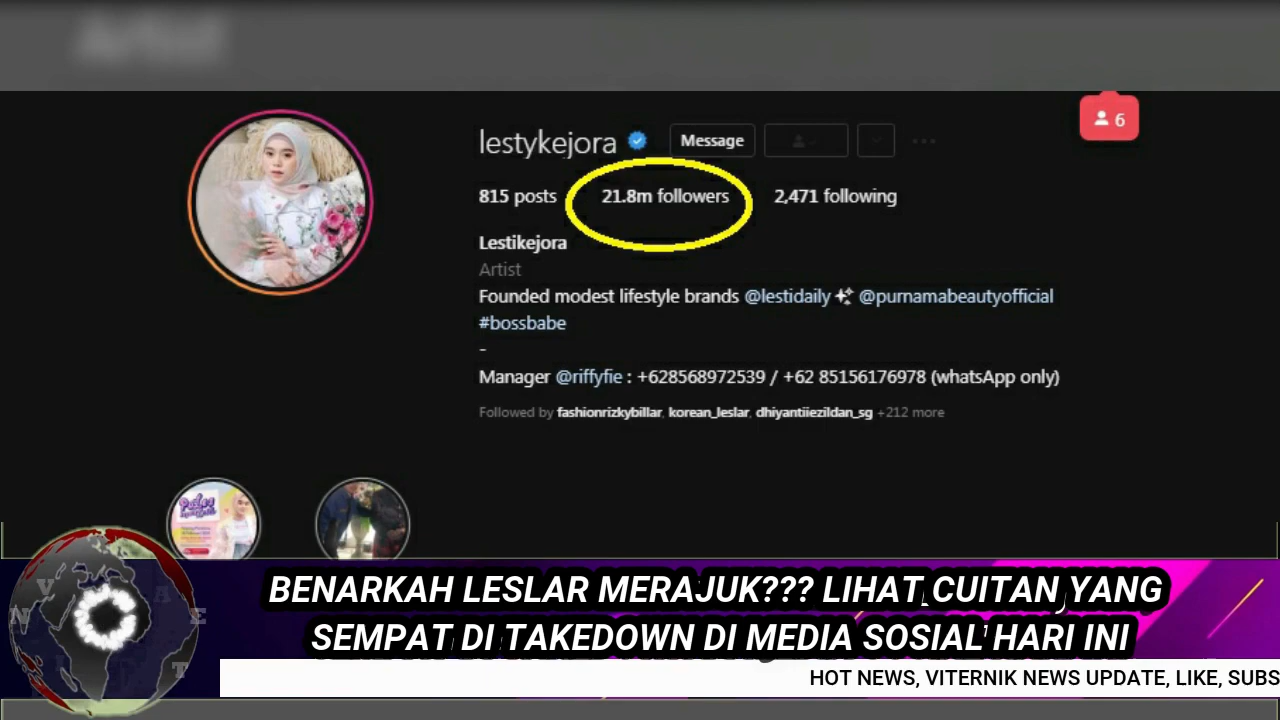 Artist
6
lestykejora Message
815 posts 21.8m followers 2,471 following
Lestikejora
Artist
Founded modest lifestyle brands @lestidaily ✨ @purnamabeautyofficial
#bossbabe
-
Manager @riffyfie : +628568972539 / +62 85156176978 (whatsApp only)
Followed by fashionrizkybillar, korean_leslar, dhiyantiiezildan_sg +212 more
BENARKAH LESLAR MERAJUK??? LIHAT CUITAN YANG
SEMPAT DI TAKEDOWN DI MEDIA SOSIAL HARI INI
HOT NEWS, VITERNIK NEWS UPDATE, LIKE, SUBS